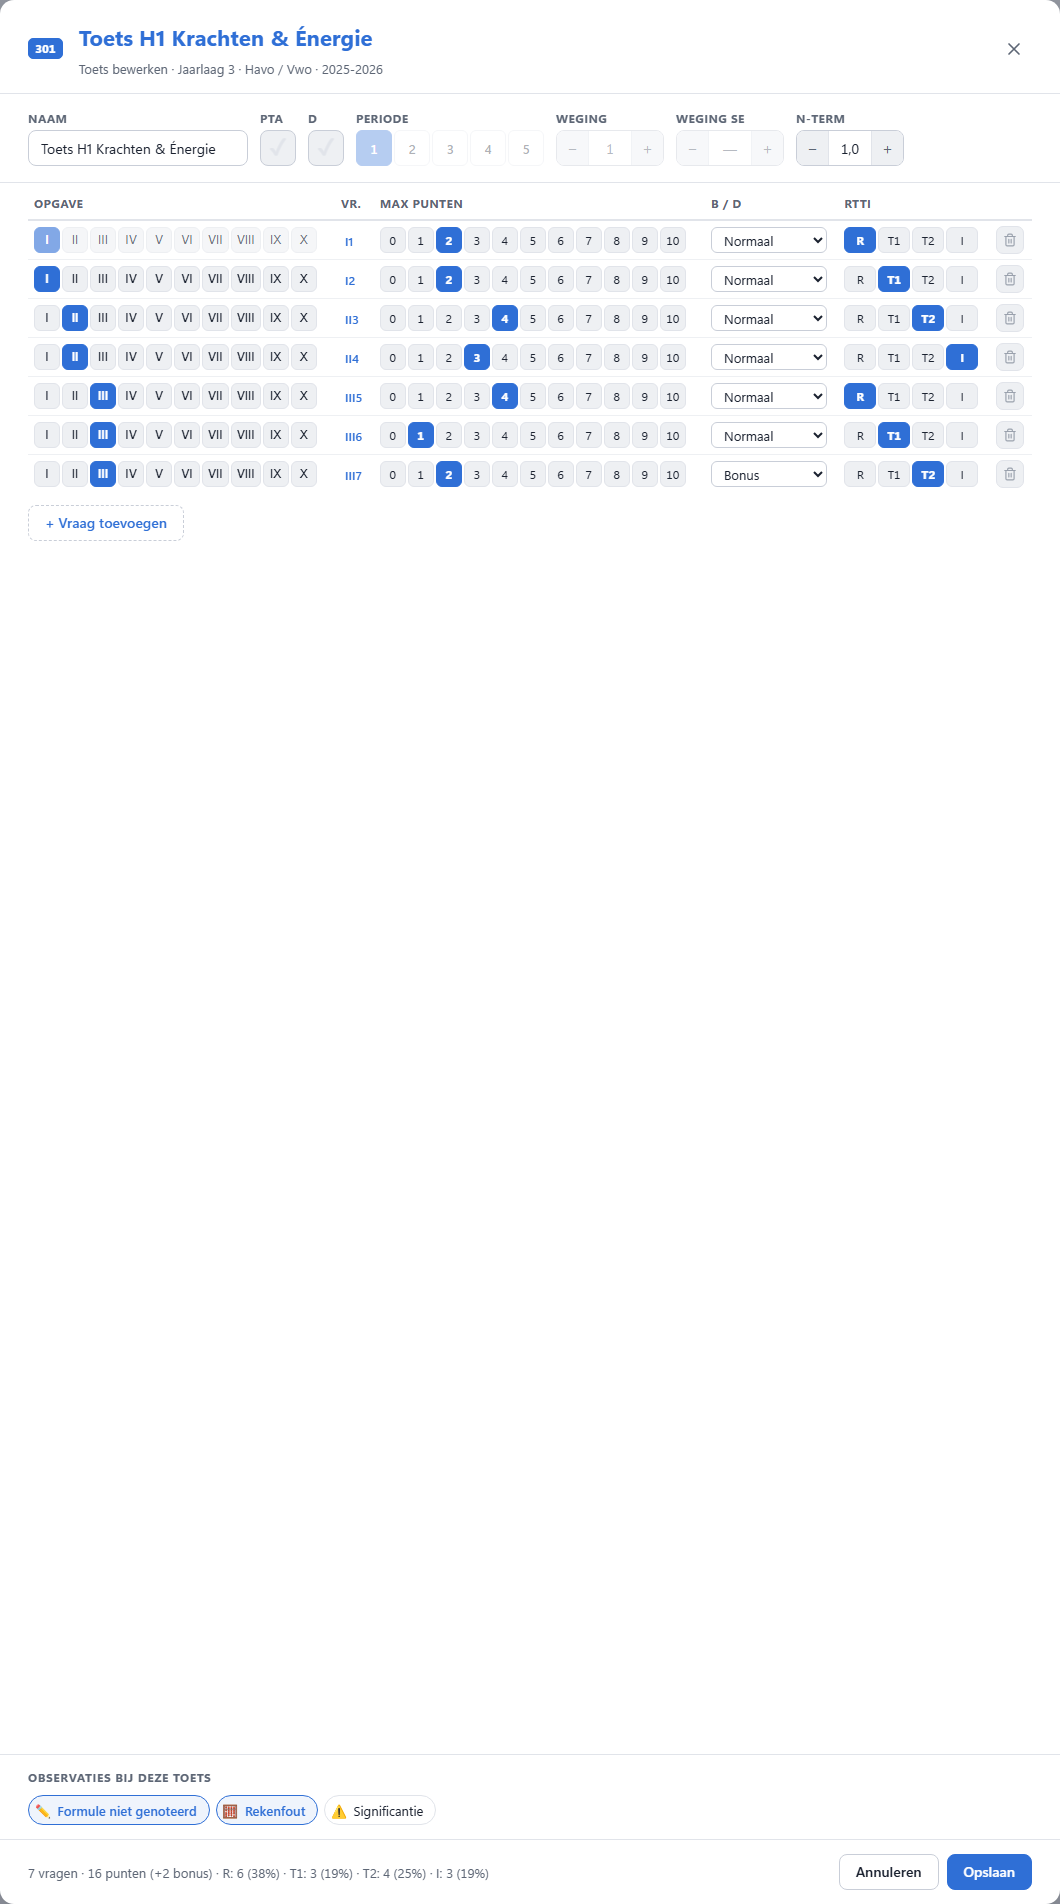 301
Toets H1 Krachten & Énergie
Toets bewerken · Jaarlaag 3 · Havo / Vwo · 2025-2026
NAAM PTA D PERIODE WEGING WEGING SE N-TERM
Toets H1 Krachten & Énergie 1 2 3 4 5 − 1 + − — + − 1,0 +
OPGAVE VR. MAX PUNTEN B / D RTTI
I II III IV V VI VII VIII IX X I1 0 1 2 3 4 5 6 7 8 9 10 Normaal R T1 T2 I
I II III IV V VI VII VIII IX X I2 0 1 2 3 4 5 6 7 8 9 10 Normaal R T1 T2 I
I II III IV V VI VII VIII IX X II3 0 1 2 3 4 5 6 7 8 9 10 Normaal R T1 T2 I
I II III IV V VI VII VIII IX X II4 0 1 2 3 4 5 6 7 8 9 10 Normaal R T1 T2 I
I II III IV V VI VII VIII IX X III5 0 1 2 3 4 5 6 7 8 9 10 Normaal R T1 T2 I
I II III IV V VI VII VIII IX X III6 0 1 2 3 4 5 6 7 8 9 10 Normaal R T1 T2 I
I II III IV V VI VII VIII IX X III7 0 1 2 3 4 5 6 7 8 9 10 Bonus R T1 T2 I
+ Vraag toevoegen
OBSERVATIES BIJ DEZE TOETS
Formule niet genoteerd Rekenfout Significantie
7 vragen · 16 punten (+2 bonus) · R: 6 (38%) · T1: 3 (19%) · T2: 4 (25%) · I: 3 (19%) Annuleren Opslaan